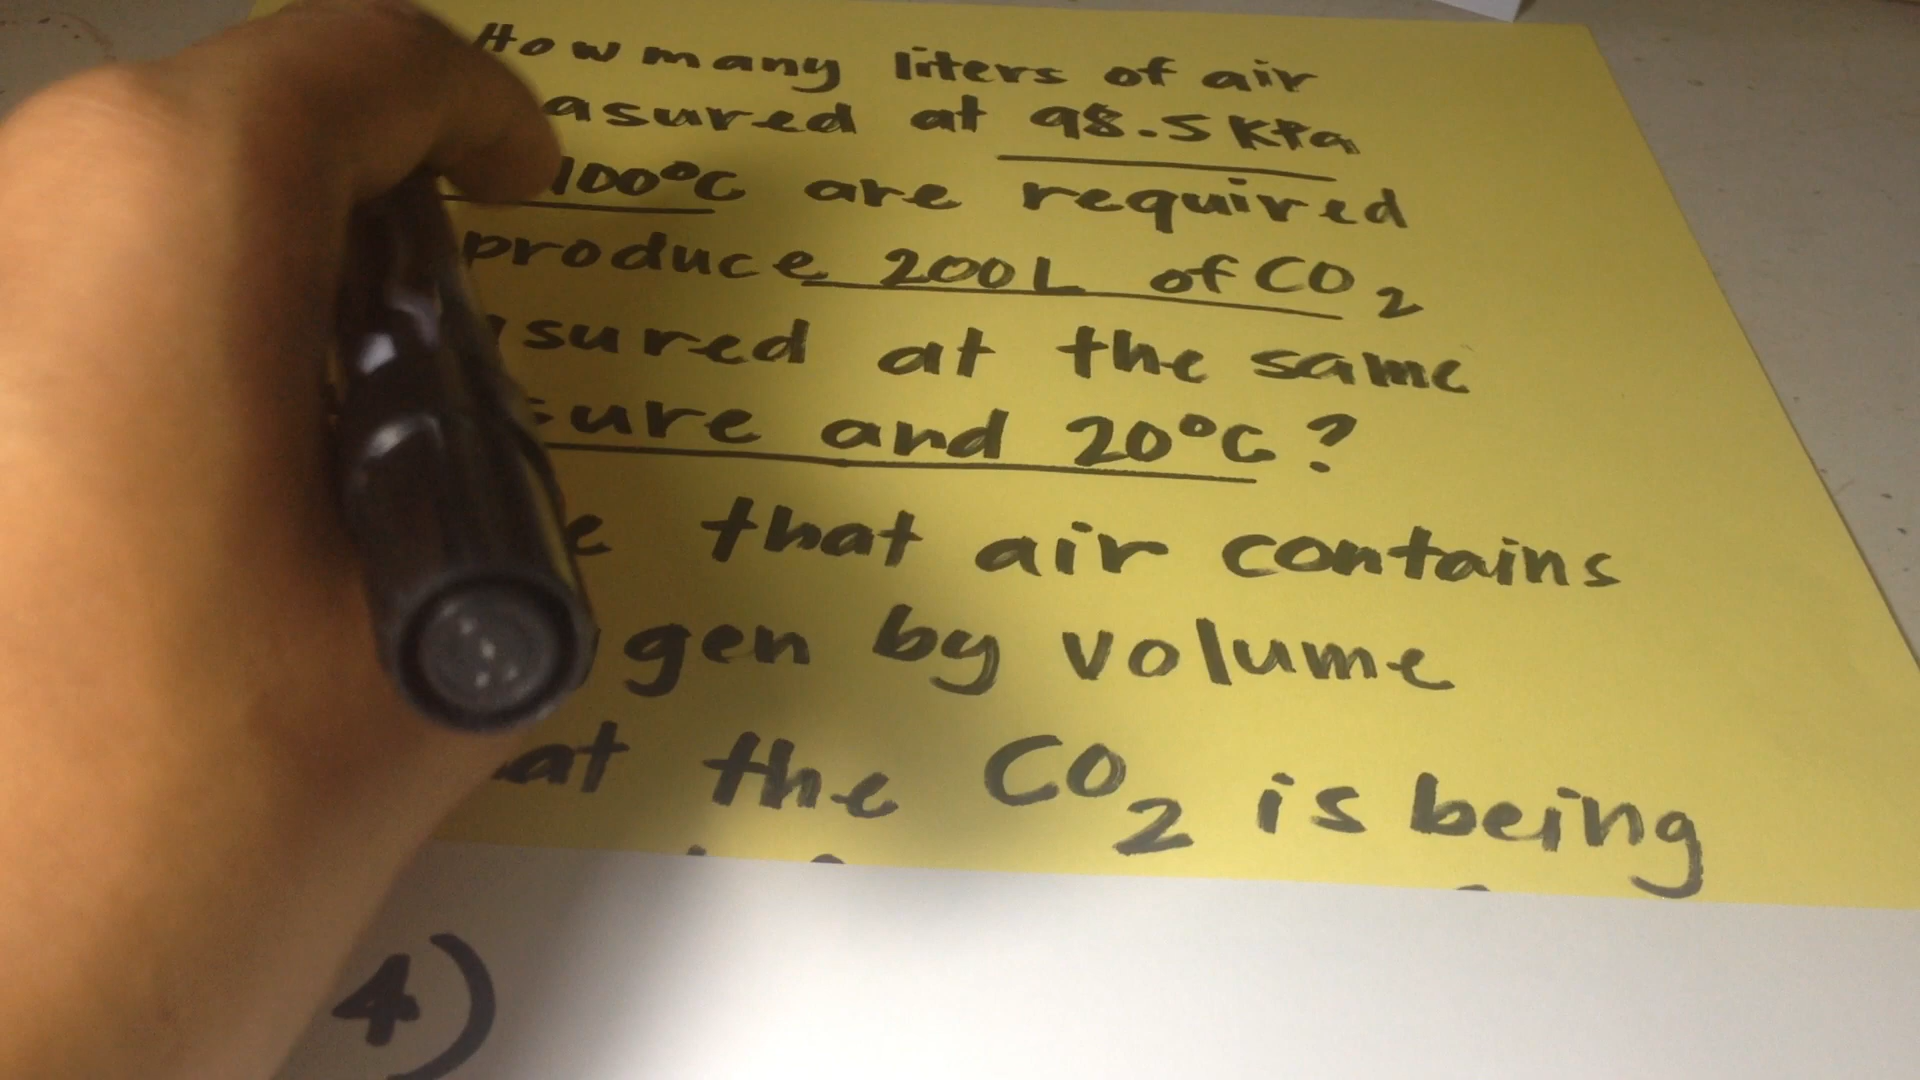 How many liters of air
asured at 98.5 kPa
100°C are required
produce 200L of CO2
sured at the same
sure and 20°C?
e that air contains
gen by volume
at the CO2 is being
4)